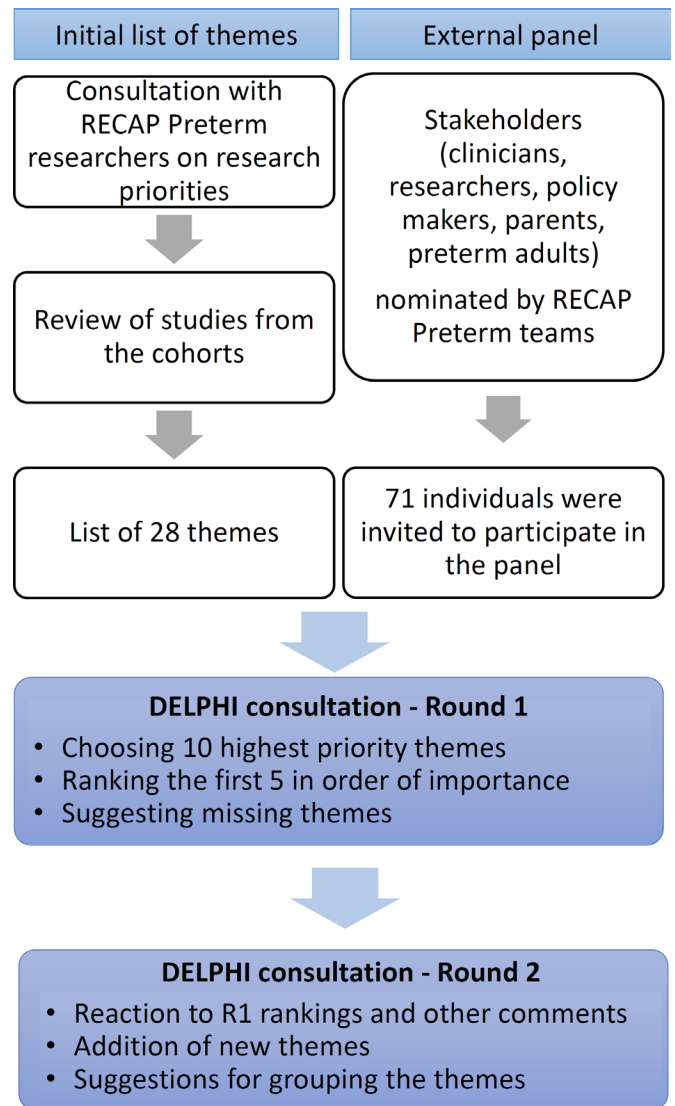 Initial list of themes
External panel
Consultation with
RECAP Preterm
researchers on research
priorities
Stakeholders
(clinicians,
researchers, policy
makers, parents,
preterm adults)
nominated by RECAP
Preterm teams
Review of studies from
the cohorts
List of 28 themes
71 individuals were
invited to participate in
the panel
DELPHI consultation - Round 1
• Choosing 10 highest priority themes
• Ranking the first 5 in order of importance
• Suggesting missing themes
DELPHI consultation - Round 2
• Reaction to R1 rankings and other comments
• Addition of new themes
• Suggestions for grouping the themes